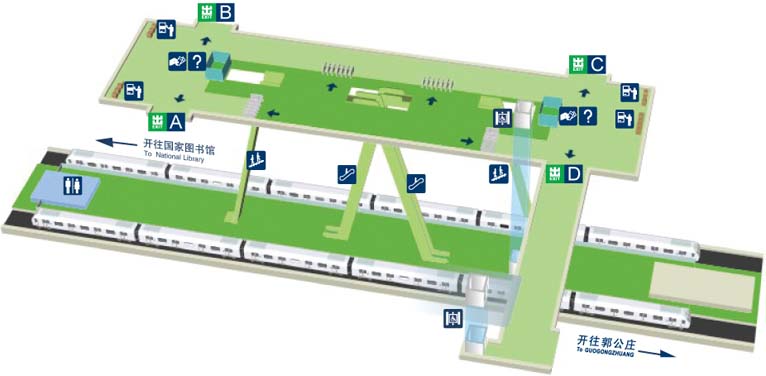 EXIT B
?
EXIT C
?
EXIT A
开往国家图书馆
To National Library
EXIT D
开往郭公庄
To GUOGONGZHUANG